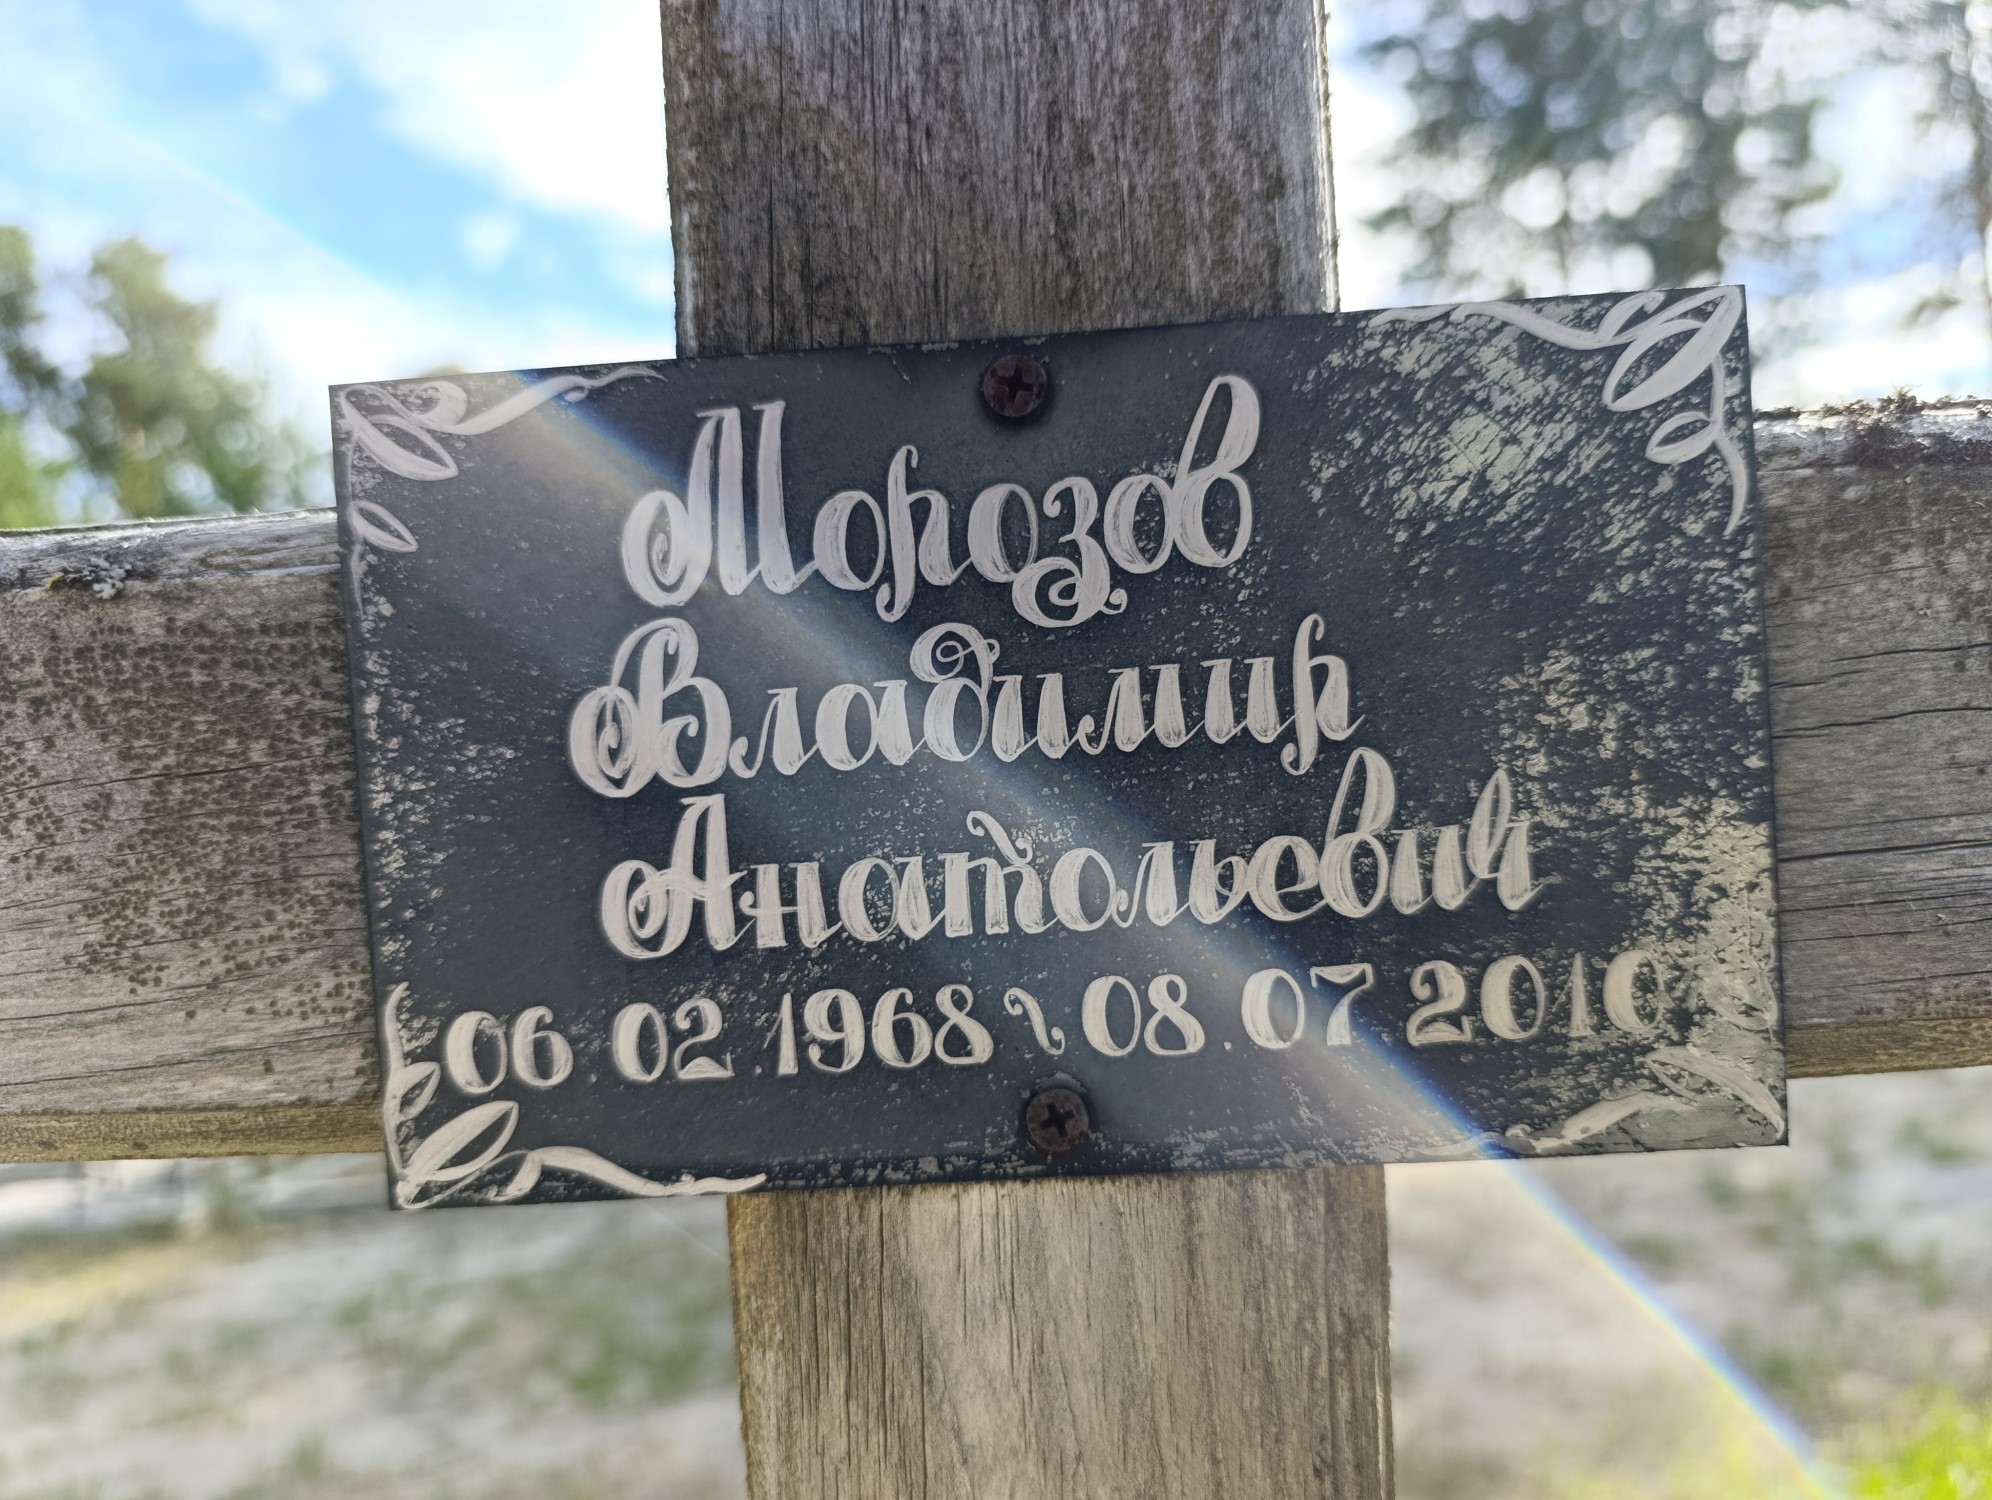 Морозов
Владимир
Анатольевич
06 02.1968 ~ 08.07 2010